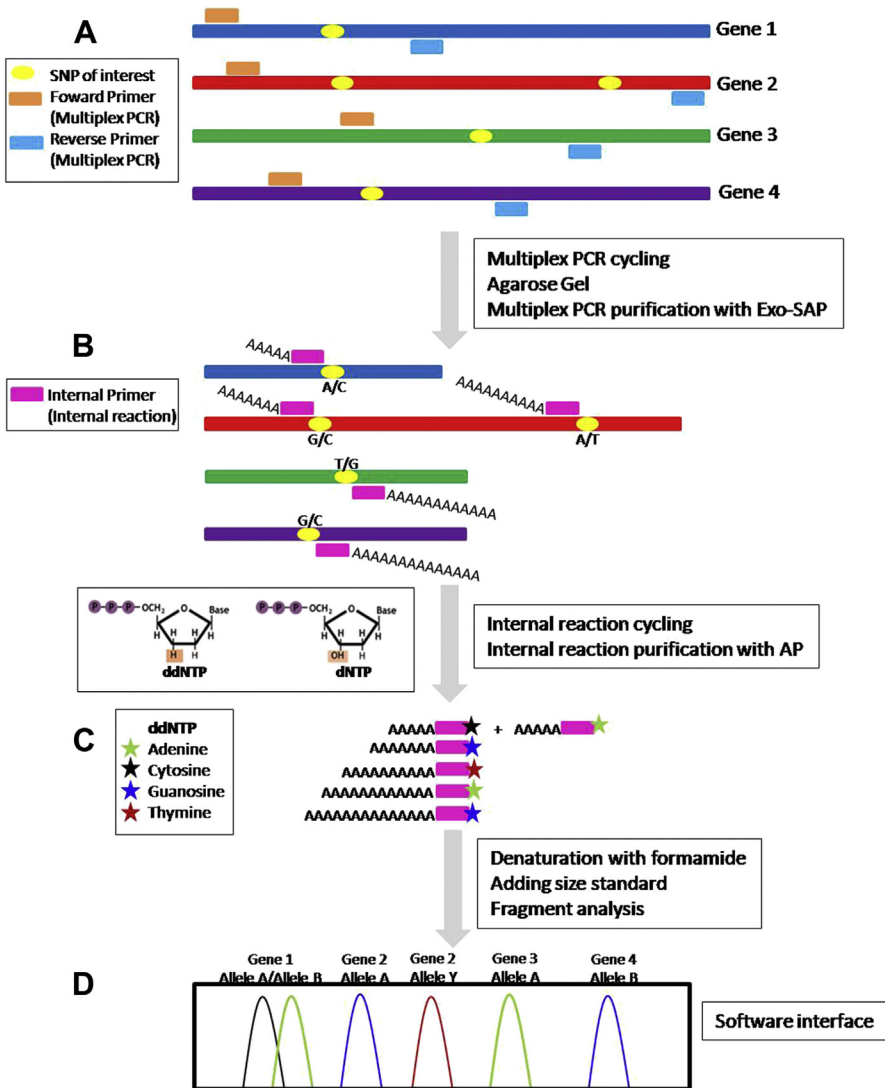 A
Gene 1
SNP of interest
Foward Primer
(Multiplex PCR)
Reverse Primer
(Multiplex PCR)
Gene 2
Gene 3
Gene 4
Multiplex PCR cycling
Agarose Gel
Multiplex PCR purification with Exo-SAP
B
Internal Primer
(Internal reaction)
AAAAA
A/C
AAAAAAA
AAAAAAAAA
G/C
A/T
T/G
AAAAAAAAAAAA
G/C
AAAAAAAAAAAAAA
P-P-P-OCH2 O Base
H H
H H
H H
ddNTP
P-P-P-OCH2 O Base
H H
H H
OH H
dNTP
Internal reaction cycling
Internal reaction purification with AP
C
ddNTP
Adenine
Cytosine
Guanosine
Thymine
AAAAA + AAAAA
AAAAAAA
AAAAAAAAAA
AAAAAAAAAAAA
AAAAAAAAAAAAAA
Denaturation with formamide
Adding size standard
Fragment analysis
D
Gene 1
Allele A/Allele B
Gene 2
Allele A
Gene 2
Allele Y
Gene 3
Allele A
Gene 4
Allele B
Software interface